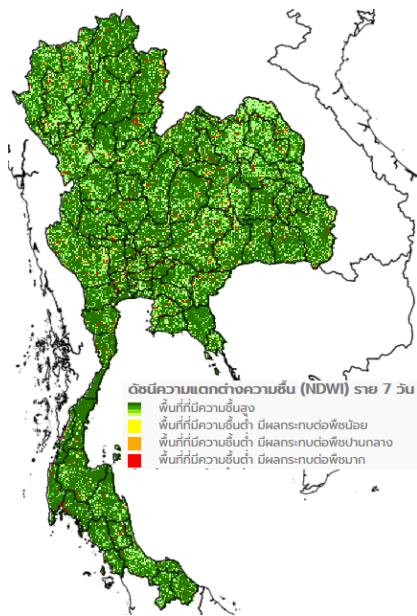 ดัชนีความแตกต่างความชื้น (NDWI) ราย 7 วัน
พื้นที่ที่มีความชื้นสูง
พื้นที่ที่มีความชื้นต่ำ มีผลกระทบต่อพืชน้อย
พื้นที่ที่มีความชื้นต่ำ มีผลกระทบต่อพืชปานกลาง
พื้นที่ที่มีความชื้นต่ำ มีผลกระทบต่อพืชมาก